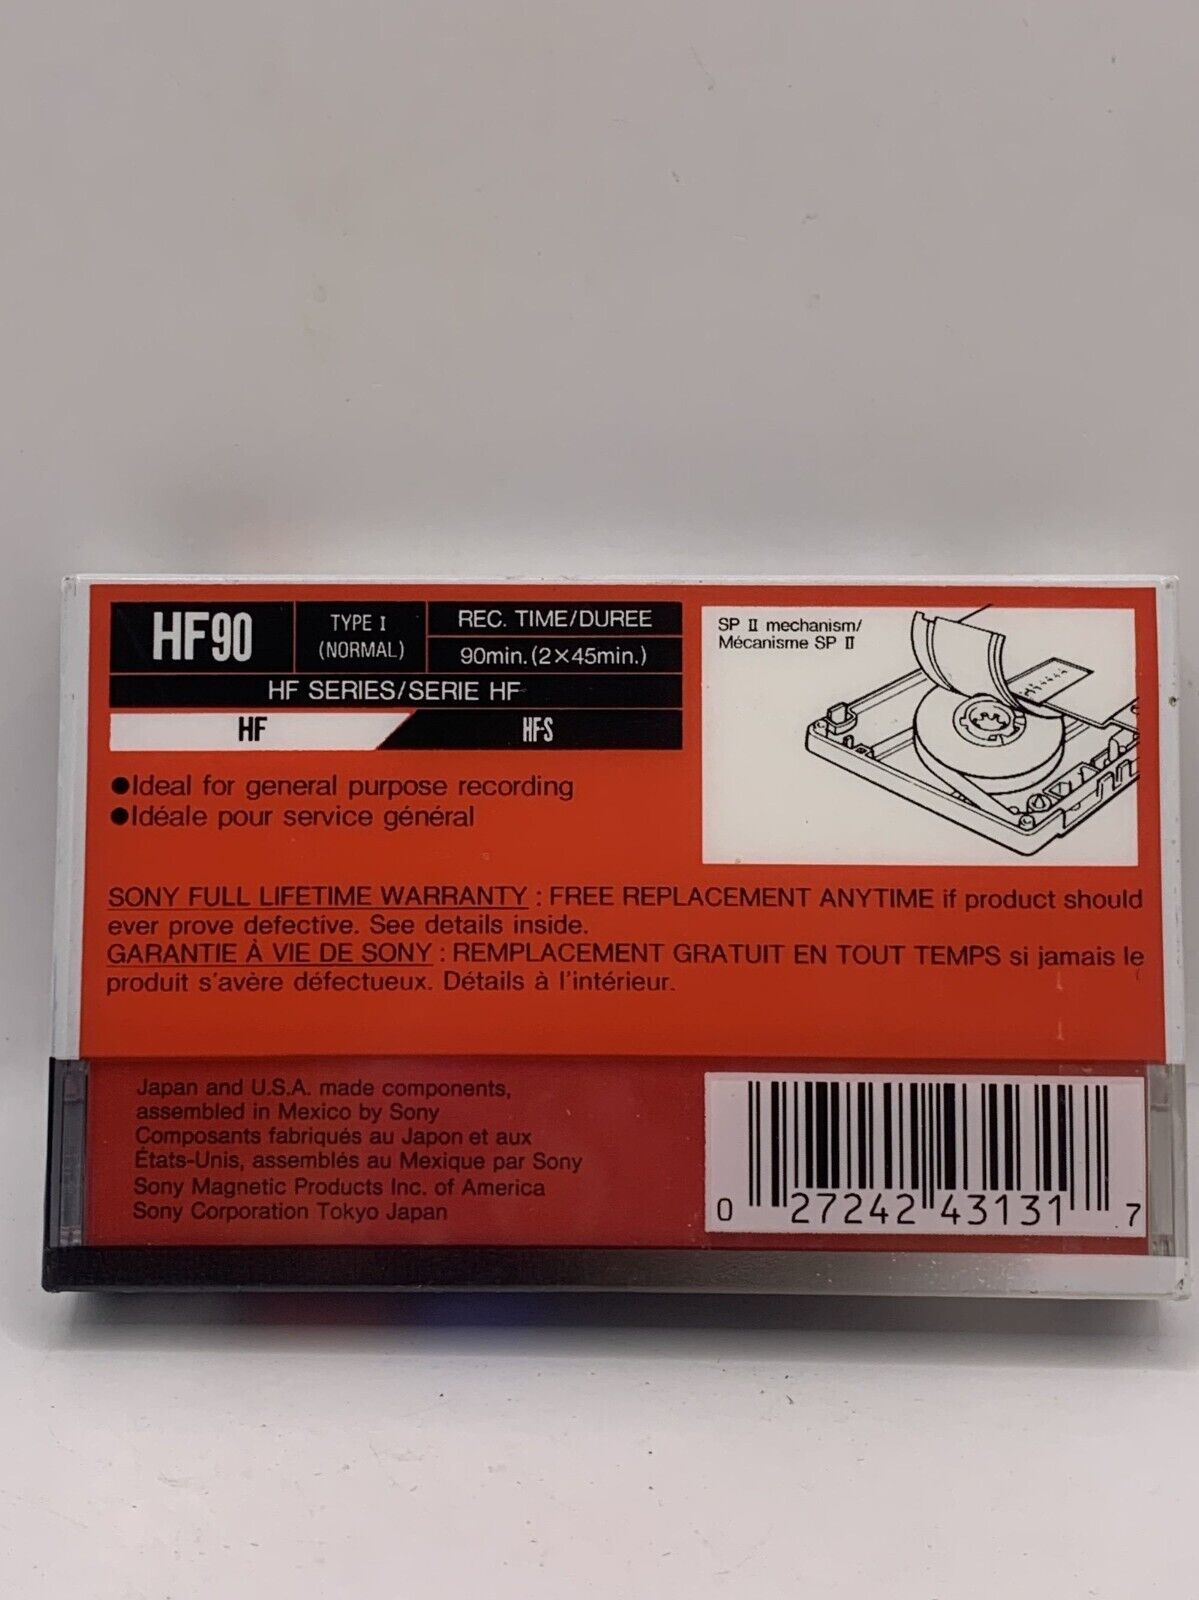 HF90
TYPE I
(NORMAL)
REC. TIME/DUREE
90min.(2×45min.)
HF SERIES/SERIE HF
HF
HF-S
SP II mechanism/
Mécanisme SP II
●Ideal for general purpose recording
●Idéale pour service général
SONY FULL LIFETIME WARRANTY : FREE REPLACEMENT ANYTIME if product should
ever prove defective. See details inside.
GARANTIE À VIE DE SONY : REMPLACEMENT GRATUIT EN TOUT TEMPS si jamais le
produit s'avère défectueux. Détails à l'intérieur.
Japan and U.S.A. made components,
assembled in Mexico by Sony
Composants fabriqués au Japon et aux
États-Unis, assemblés au Mexique par Sony
Sony Magnetic Products Inc. of America
Sony Corporation Tokyo Japan
0 27242 43131 7